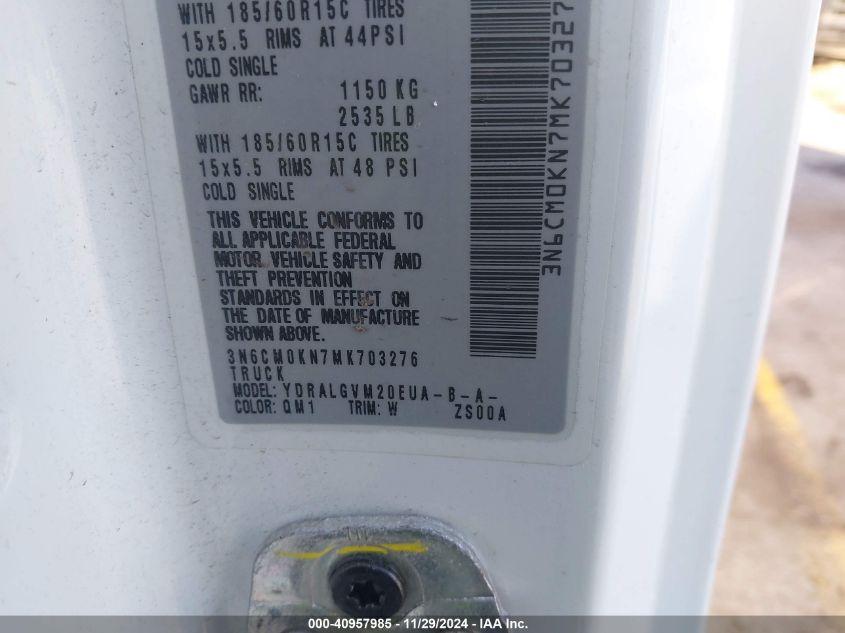 WITH 185/60R15C TIRES
15x5.5 RIMS AT 44PSI
COLD SINGLE
GAWR RR: 1150 KG
2535 LB
WITH 185/60R15C TIRES
15x5.5 RIMS AT 48 PSI
COLD SINGLE
THIS VEHICLE CONFORMS TO
ALL APPLICABLE FEDERAL
MOTOR VEHICLE SAFETY AND
THEFT PREVENTION
STANDARDS IN EFFECT ON
THE DATE OF MANUFACTURE
SHOWN ABOVE.
3N6CM0KN7MK703276
TRUCK
MODEL: YDRALGVM20EUA-B-A-
COLOR: QM1 TRIM: W ZS00A
3N6CM0KN7MK70327
000-40957985 - 11/29/2024 - IAA Inc.